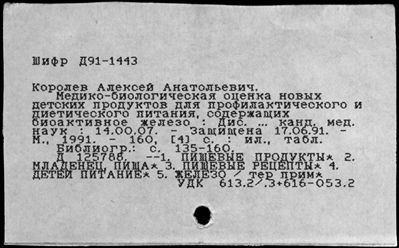 Шифр Д91-1443
Королев Алексей Анатольевич.
Медико-биологическая оценка новых
детских продуктов для профилактического и
диетического питания, содержащих
биоактивное железо : Дис. ... канд. мед.
наук : 14.00.07. - Защищена 17.06.91. -
М., 1991. - 160, [4] с. : ил., табл.
Библиогр.: с. 135-160.
Д 125788. --1. ПИЩЕВЫЕ ПРОДУКТЫ* 2.
МЛАДЕНЕЦ, ПИЩА* 3. ПИЩЕВЫЕ РЕЦЕПТЫ* 4.
ДЕТЕЙ ПИТАНИЕ* 5. ЖЕЛЕЗО / тер прим*
УДК 613.2/.3+616-053.2